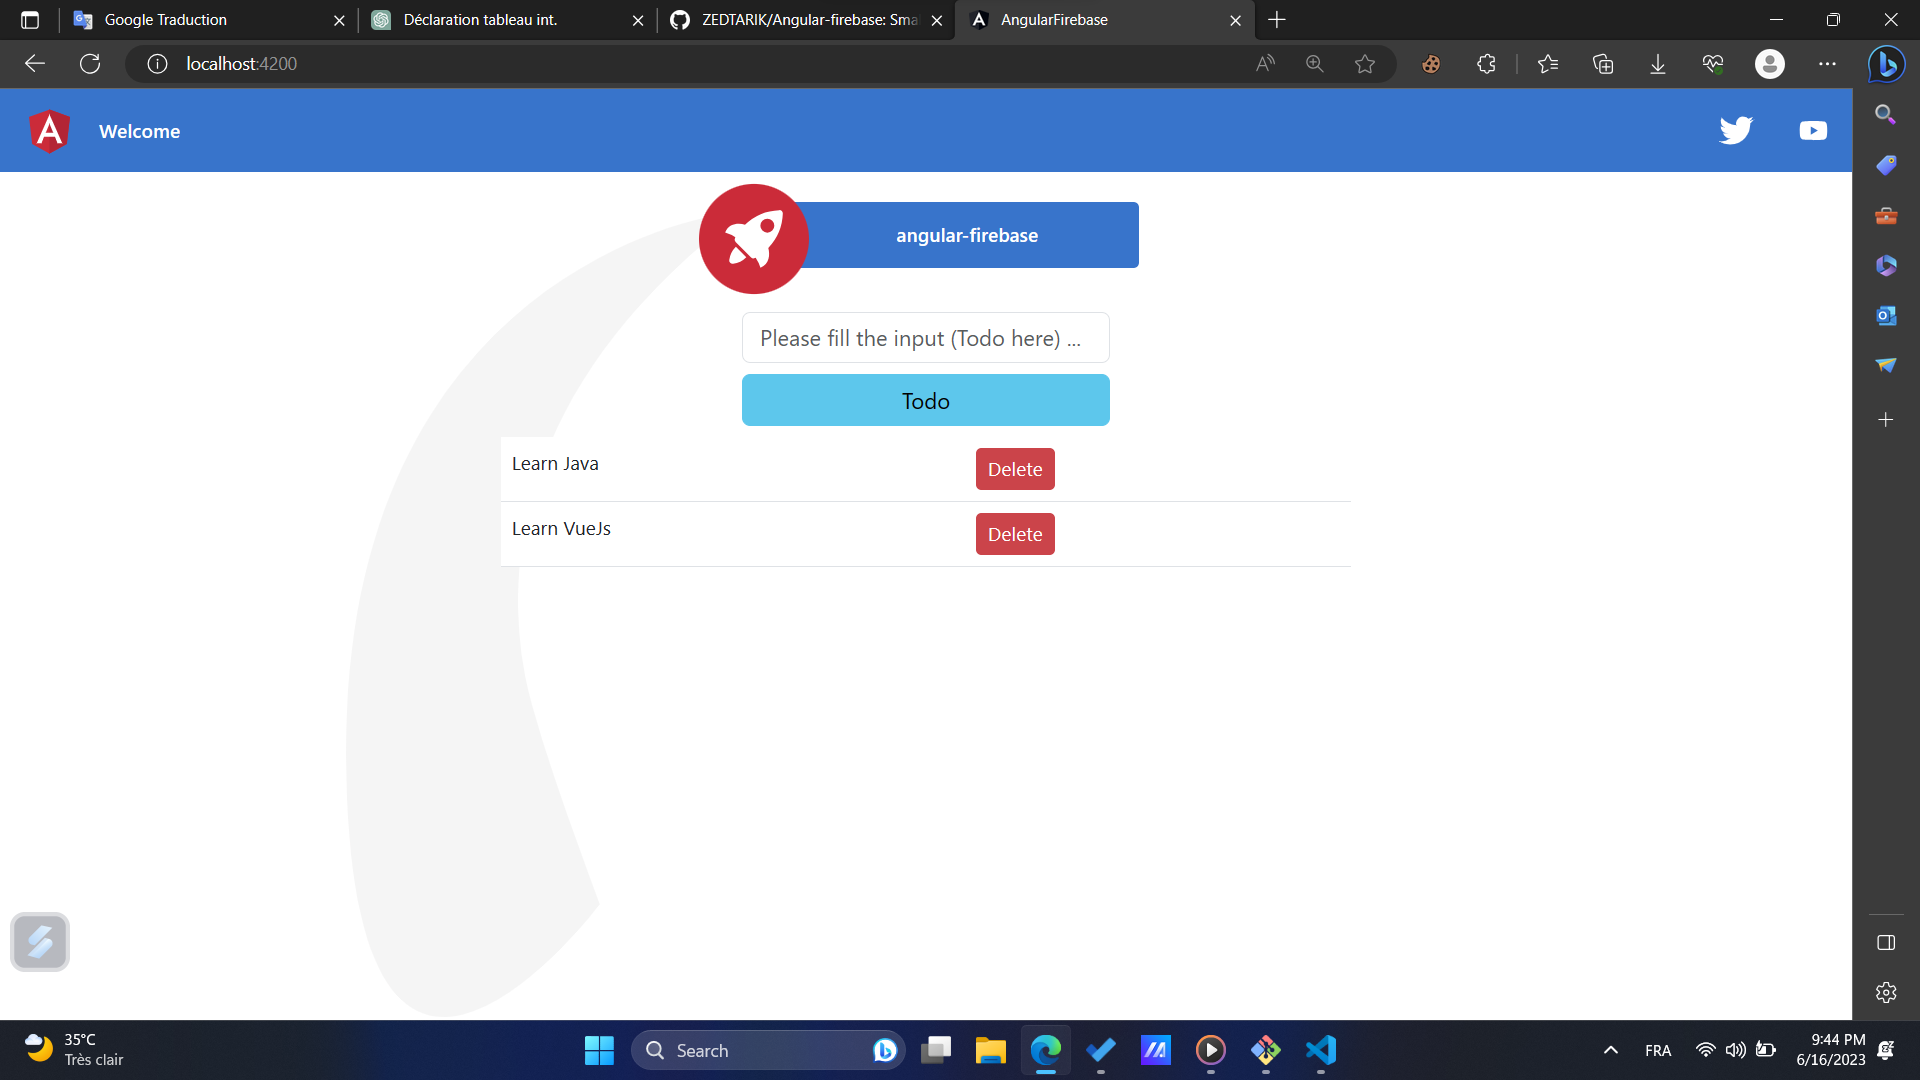 Google Traduction
Déclaration tableau int.
ZEDTARIK/Angular-firebase: Sma
AngularFirebase
localhost:4200
Welcome
angular-firebase
Please fill the input (Todo here) ...
Todo
Learn Java
Delete
Learn VueJs
Delete
35°C
Très clair
Search
FRA
9:44 PM
6/16/2023